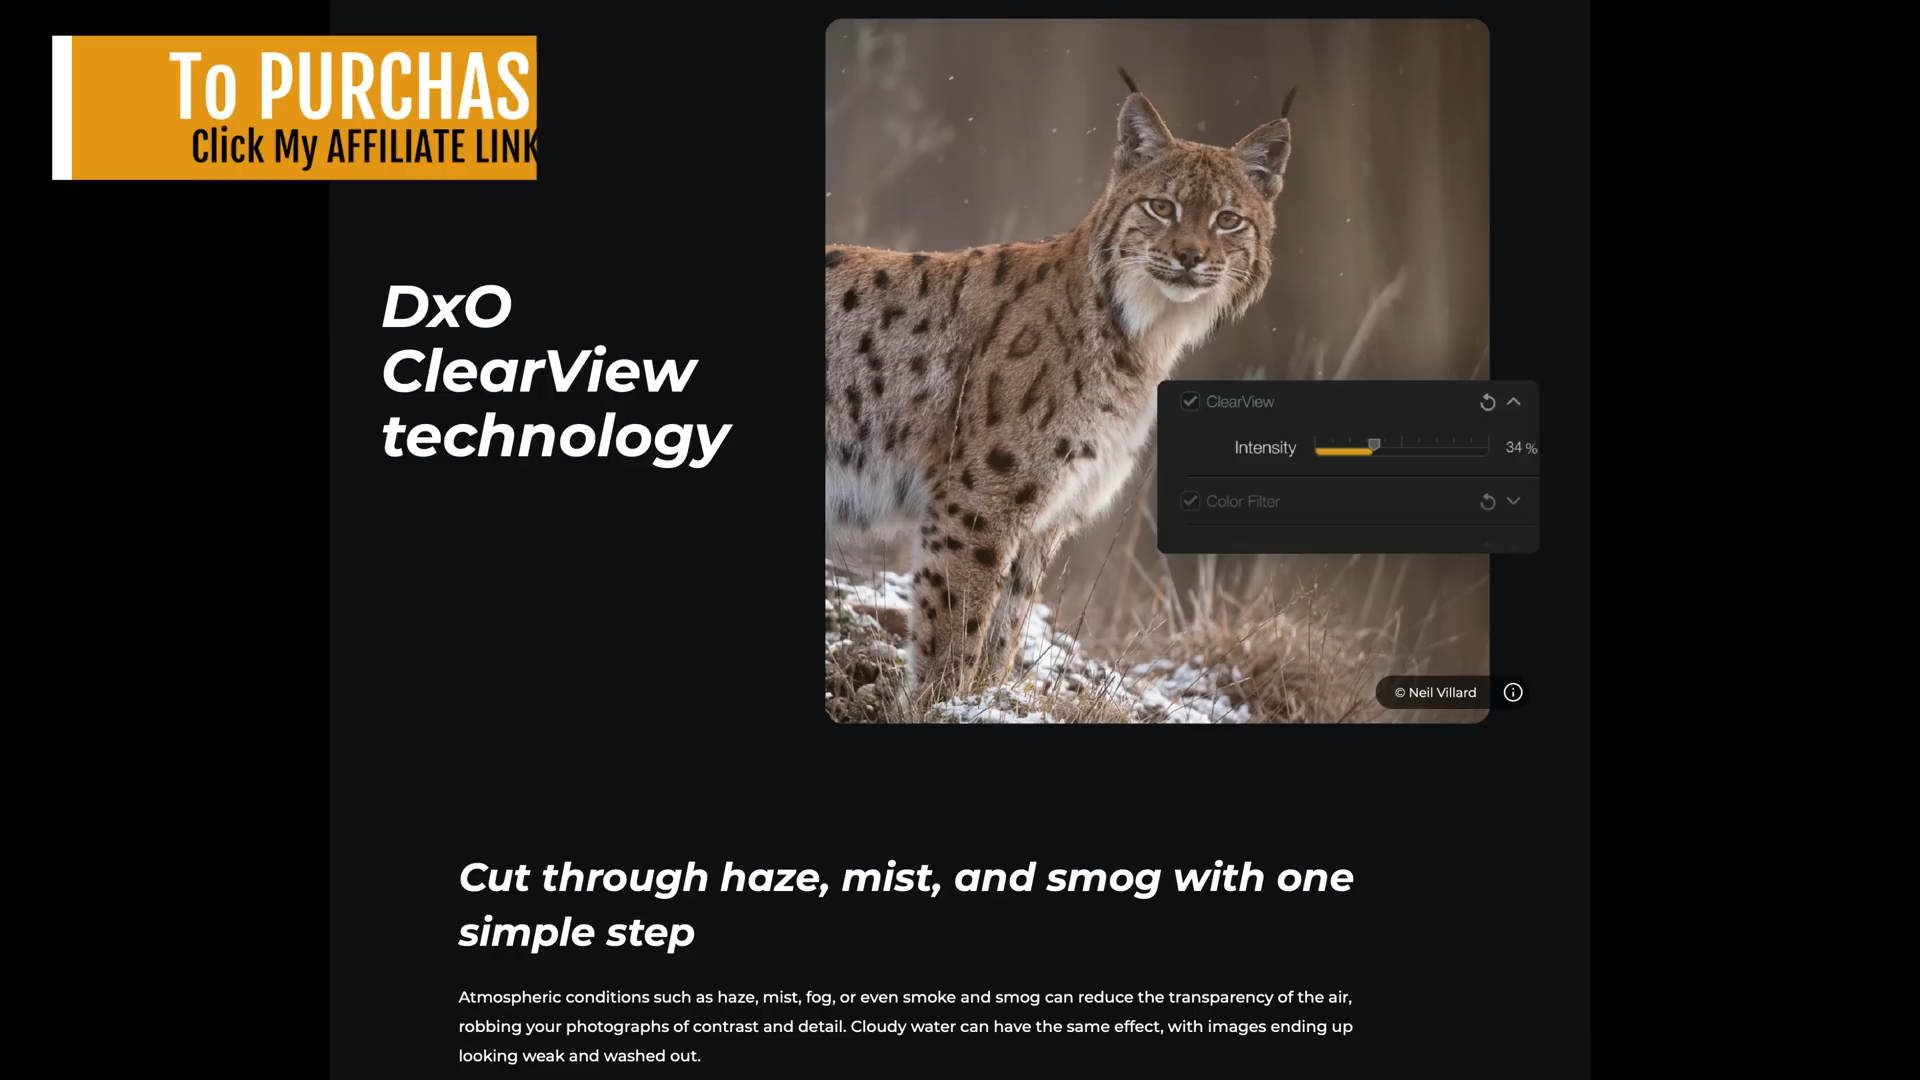 To PURCHAS
Click My AFFILIATE LINK
DxO
ClearView
technology
ClearView
Intensity 34 %
Color Filter
© Neil Villard
Cut through haze, mist, and smog with one
simple step
Atmospheric conditions such as haze, mist, fog, or even smoke and smog can reduce the transparency of the air,
robbing your photographs of contrast and detail. Cloudy water can have the same effect, with images ending up
looking weak and washed out.